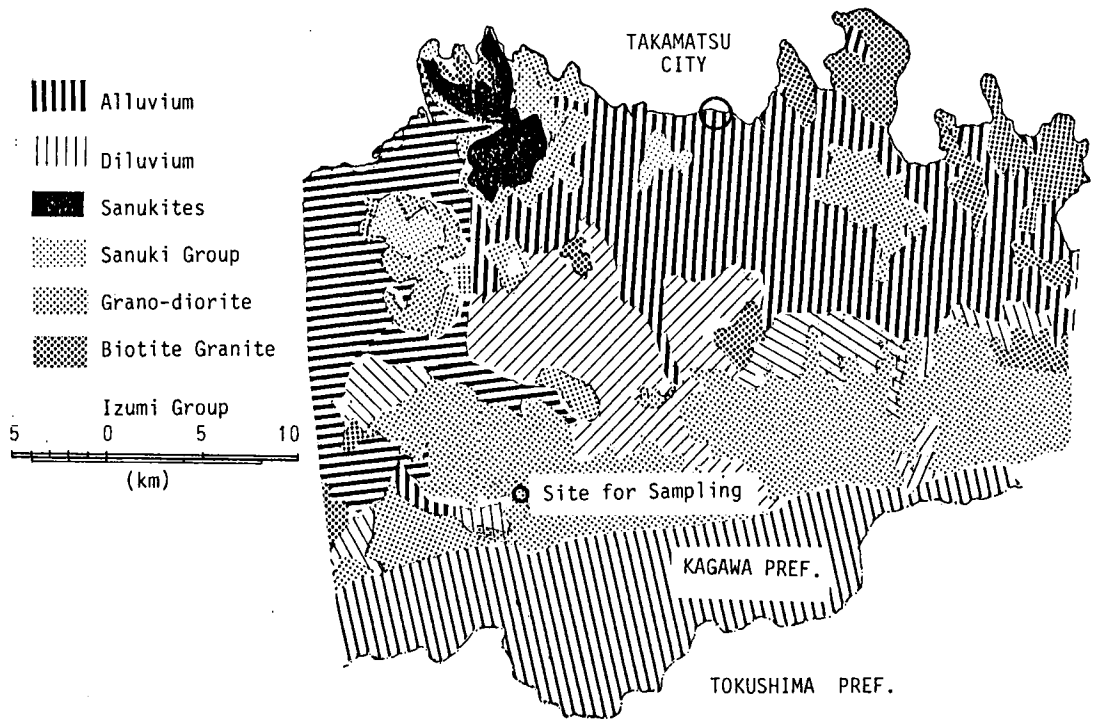 TAKAMATSU
CITY
Alluvium
Diluvium
Sanukites
Sanuki Group
Grano-diorite
Biotite Granite
Izumi Group
5 0 5 10
(km)
Site for Sampling
KAGAWA PREF.
TOKUSHIMA PREF.